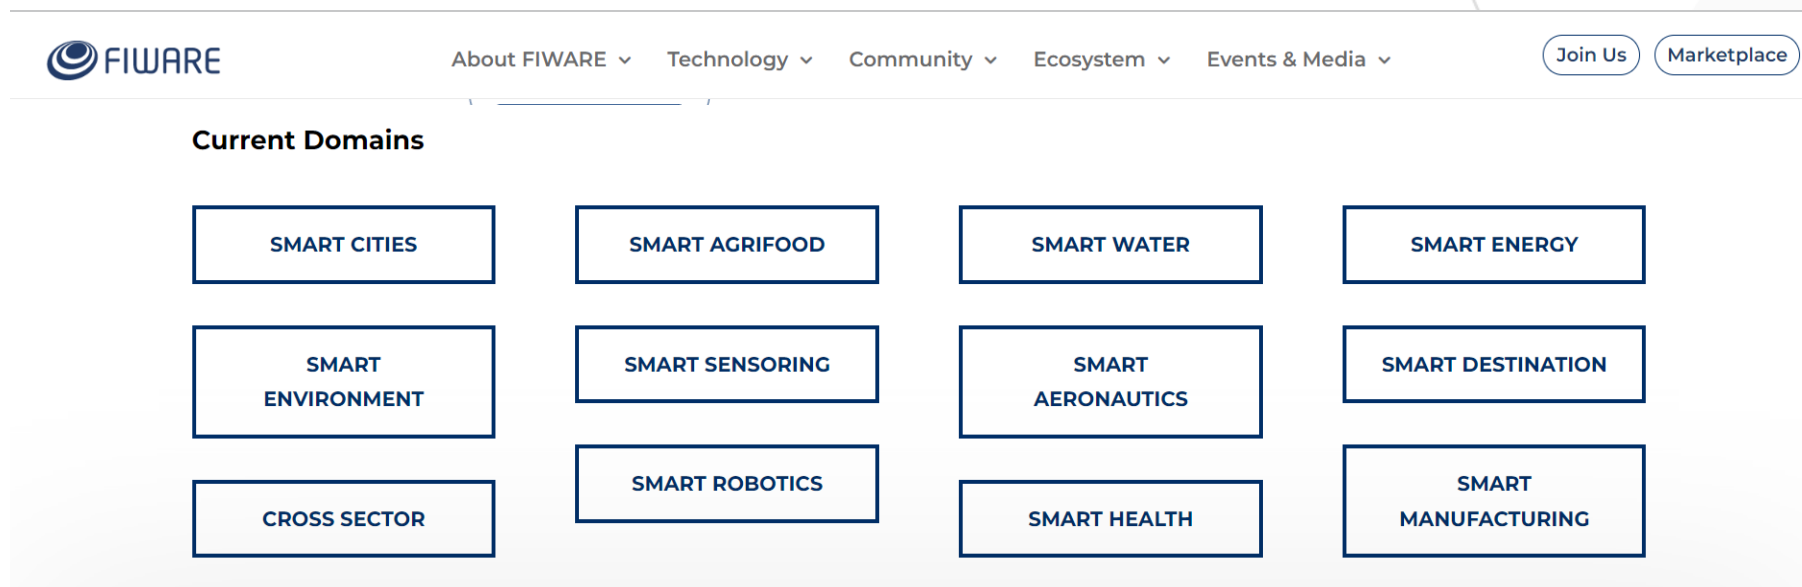 FIWARE
About FIWARE
Technology
Community
Ecosystem
Events & Media
Join Us
Marketplace
Current Domains
SMART CITIES
SMART AGRIFOOD
SMART WATER
SMART ENERGY
SMART
ENVIRONMENT
SMART SENSORING
SMART
AERONAUTICS
SMART DESTINATION
CROSS SECTOR
SMART ROBOTICS
SMART HEALTH
SMART
MANUFACTURING